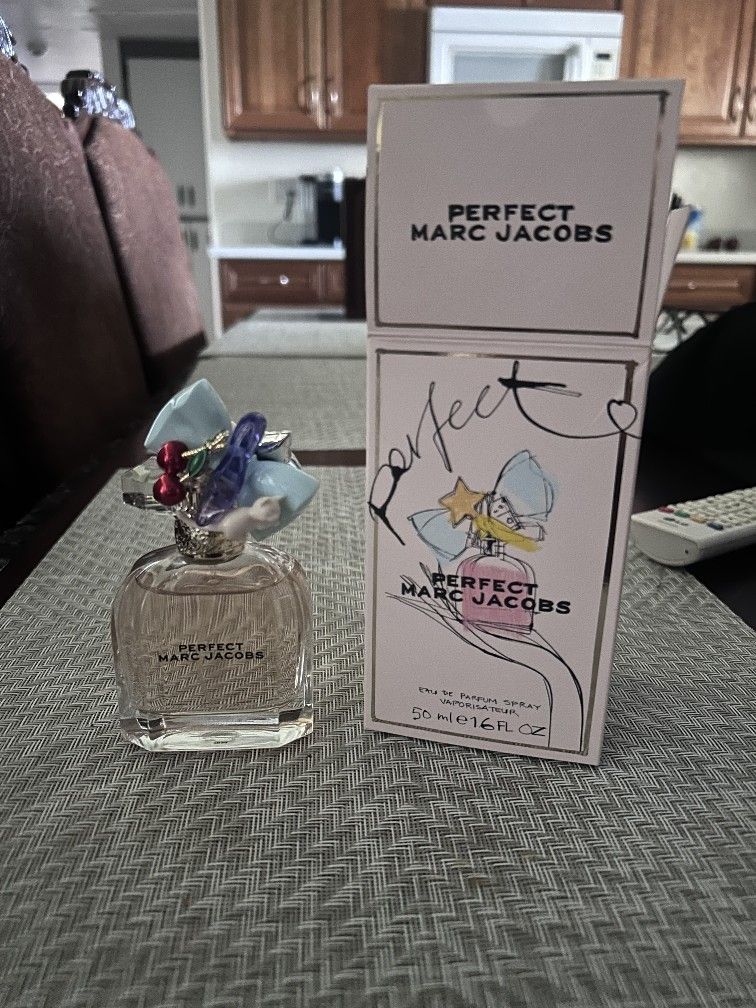 PERFECT
MARC JACOBS
perfect
PERFECT
MARC JACOBS
EAU DE PARFUM SPRAY
VAPORISATEUR
50 ml e 1.6 FL OZ
PERFECT
MARC JACOBS